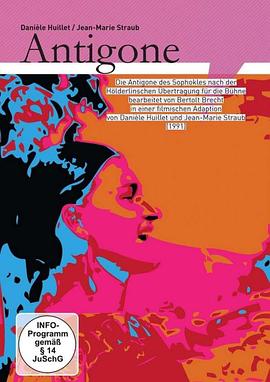 Danièle Huillet / Jean-Marie Straub
Antigone
Die Antigone des Sophokles nach der
Hölderlinschen Übertragung für die Bühne
bearbeitet von Bertolt Brecht
in einer filmischen Adaption
von Danièle Huillet und Jean-Marie Straub
(1991)
INFO-
Programm
gemäß
§ 14
JuSchG